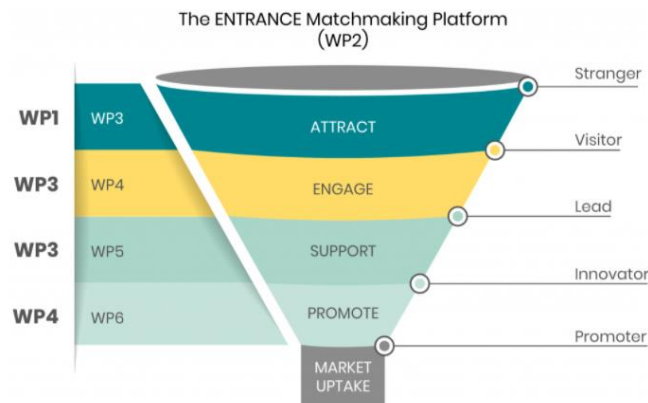 The ENTRANCE Matchmaking Platform
(WP2)
Stranger
WP1 WP3 ATTRACT
Visitor
WP3 WP4 ENGAGE
Lead
WP3 WP5 SUPPORT
Innovator
WP4 WP6 PROMOTE
Promoter
MARKET
UPTAKE